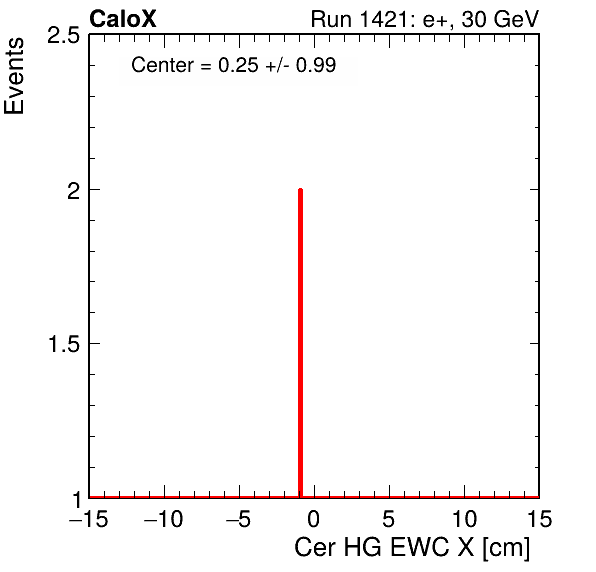 CaloX
Run 1421: e+, 30 GeV
Center = 0.25 +/- 0.99
Events
2.5
2
1.5
1
−15
−10
−5
0
5
10
15
Cer HG EWC X [cm]